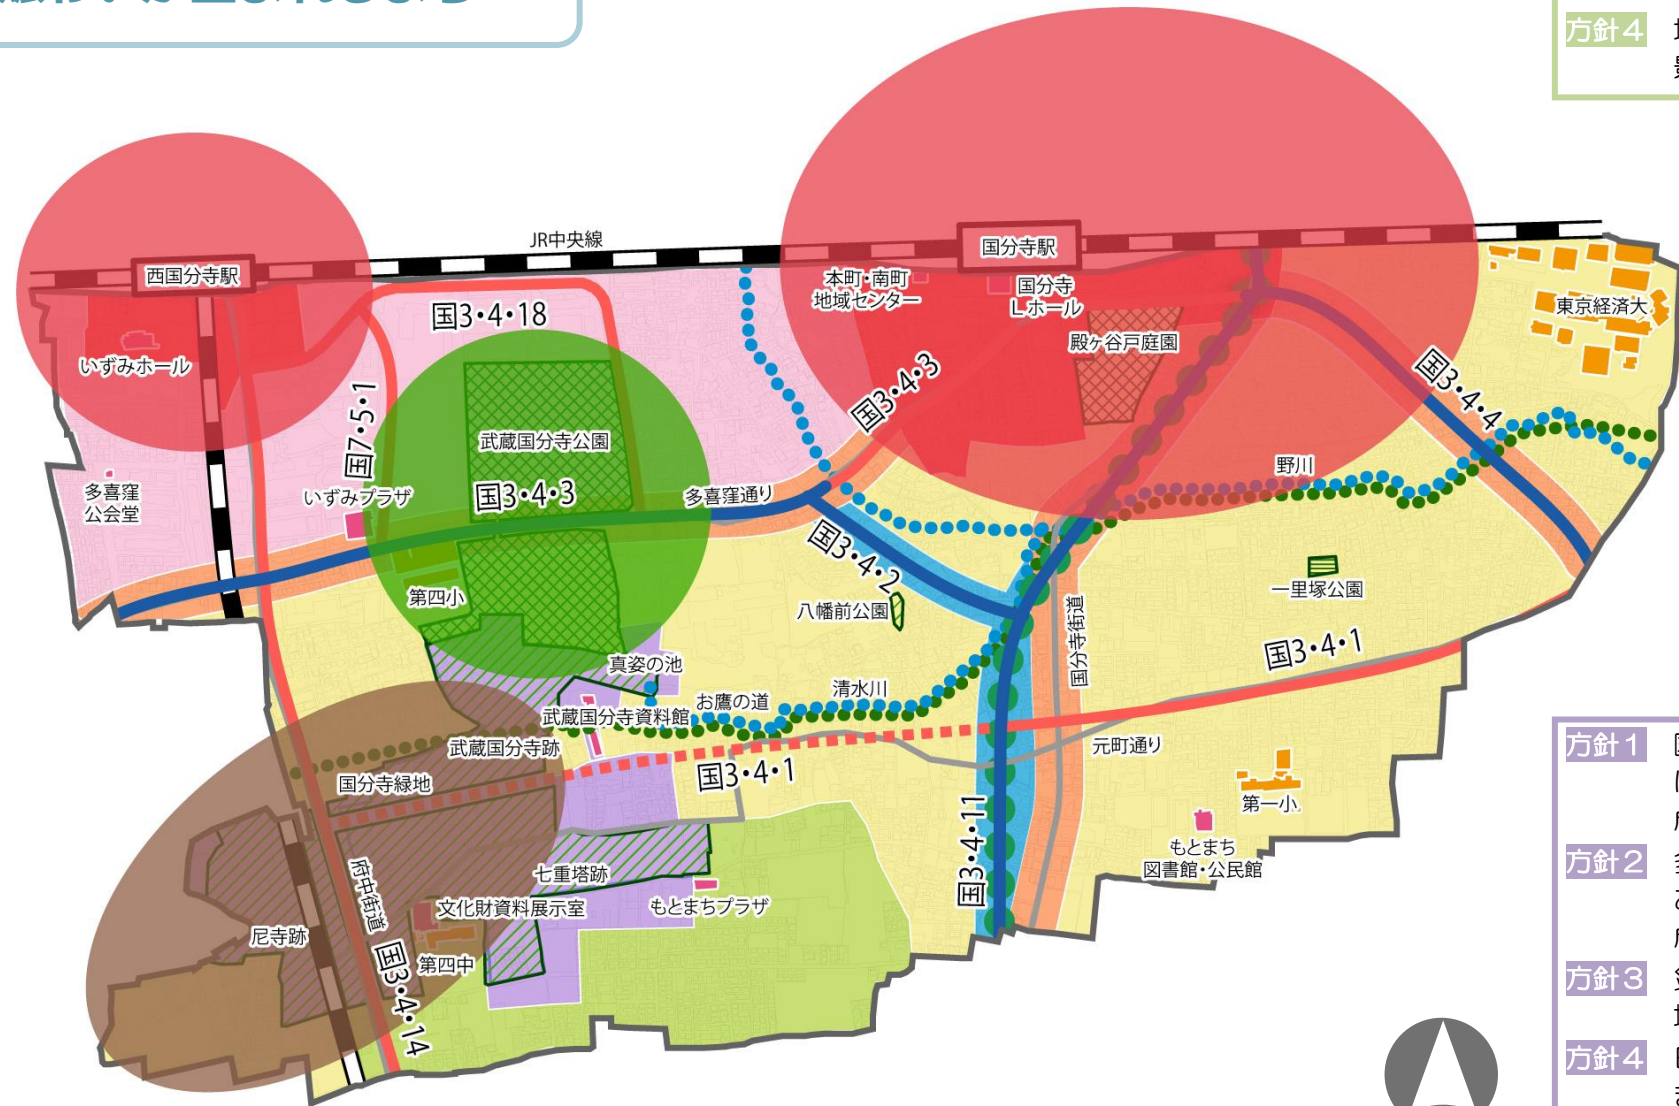 方針4
JR中央線
国分寺駅
西国分寺駅
本町・南町
地域センター
国分寺
Lホール
東京経済大
国3・4・18
いずみホール
殿ヶ谷戸庭園
国3・4・3
国3・4・4
国7・5・1
武蔵国分寺公園
野川
多喜窪
公会堂
いずみプラザ
国3・4・3
多喜窪通り
国3・4・2
第四小
八幡前公園
一里塚公園
国分寺街道
国3・4・1
真姿の池
お鷹の道
清水川
武蔵国分寺資料館
武蔵国分寺跡
元町通り
国分寺緑地
国3・4・1
第一小
国3・4・11
もとまち
図書館・公民館
府中街道
七重塔跡
文化財資料展示室
もとまちプラザ
尼寺跡
第四中
国3・4・14
方針1
方針2
方針3
方針4